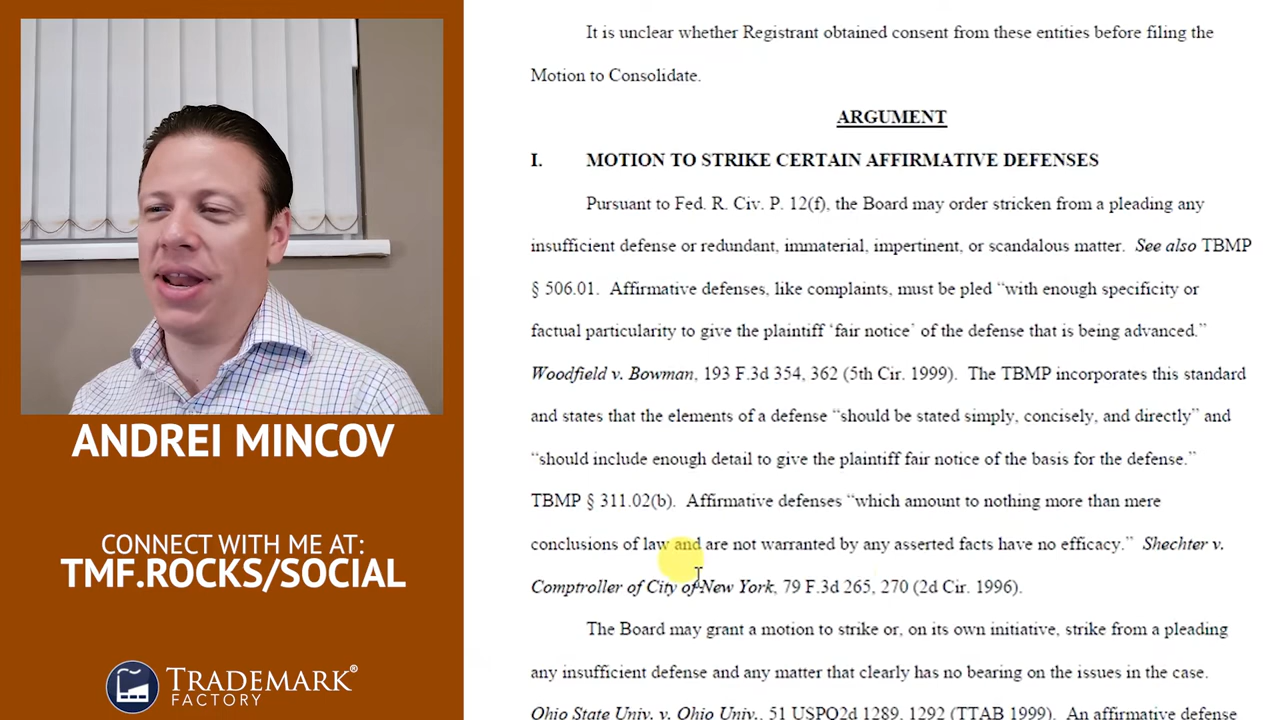 ANDREI MINCOV
CONNECT WITH ME AT:
TMF.ROCKS/SOCIAL
TRADEMARK®
FACTORY
It is unclear whether Registrant obtained consent from these entities before filing the
Motion to Consolidate.
ARGUMENT
I. MOTION TO STRIKE CERTAIN AFFIRMATIVE DEFENSES
Pursuant to Fed. R. Civ. P. 12(f), the Board may order stricken from a pleading any
insufficient defense or redundant, immaterial, impertinent, or scandalous matter. See also TBMP
§ 506.01. Affirmative defenses, like complaints, must be pled “with enough specificity or
factual particularity to give the plaintiff ‘fair notice’ of the defense that is being advanced.”
Woodfield v. Bowman, 193 F.3d 354, 362 (5th Cir. 1999). The TBMP incorporates this standard
and states that the elements of a defense “should be stated simply, concisely, and directly” and
“should include enough detail to give the plaintiff fair notice of the basis for the defense.”
TBMP § 311.02(b). Affirmative defenses “which amount to nothing more than mere
conclusions of law and are not warranted by any asserted facts have no efficacy.” Shechter v.
Comptroller of City of New York, 79 F.3d 265, 270 (2d Cir. 1996).
The Board may grant a motion to strike or, on its own initiative, strike from a pleading
any insufficient defense and any matter that clearly has no bearing on the issues in the case.
Ohio State Univ. v. Ohio Univ., 51 USPQ2d 1289, 1292 (TTAB 1999). An affirmative defense